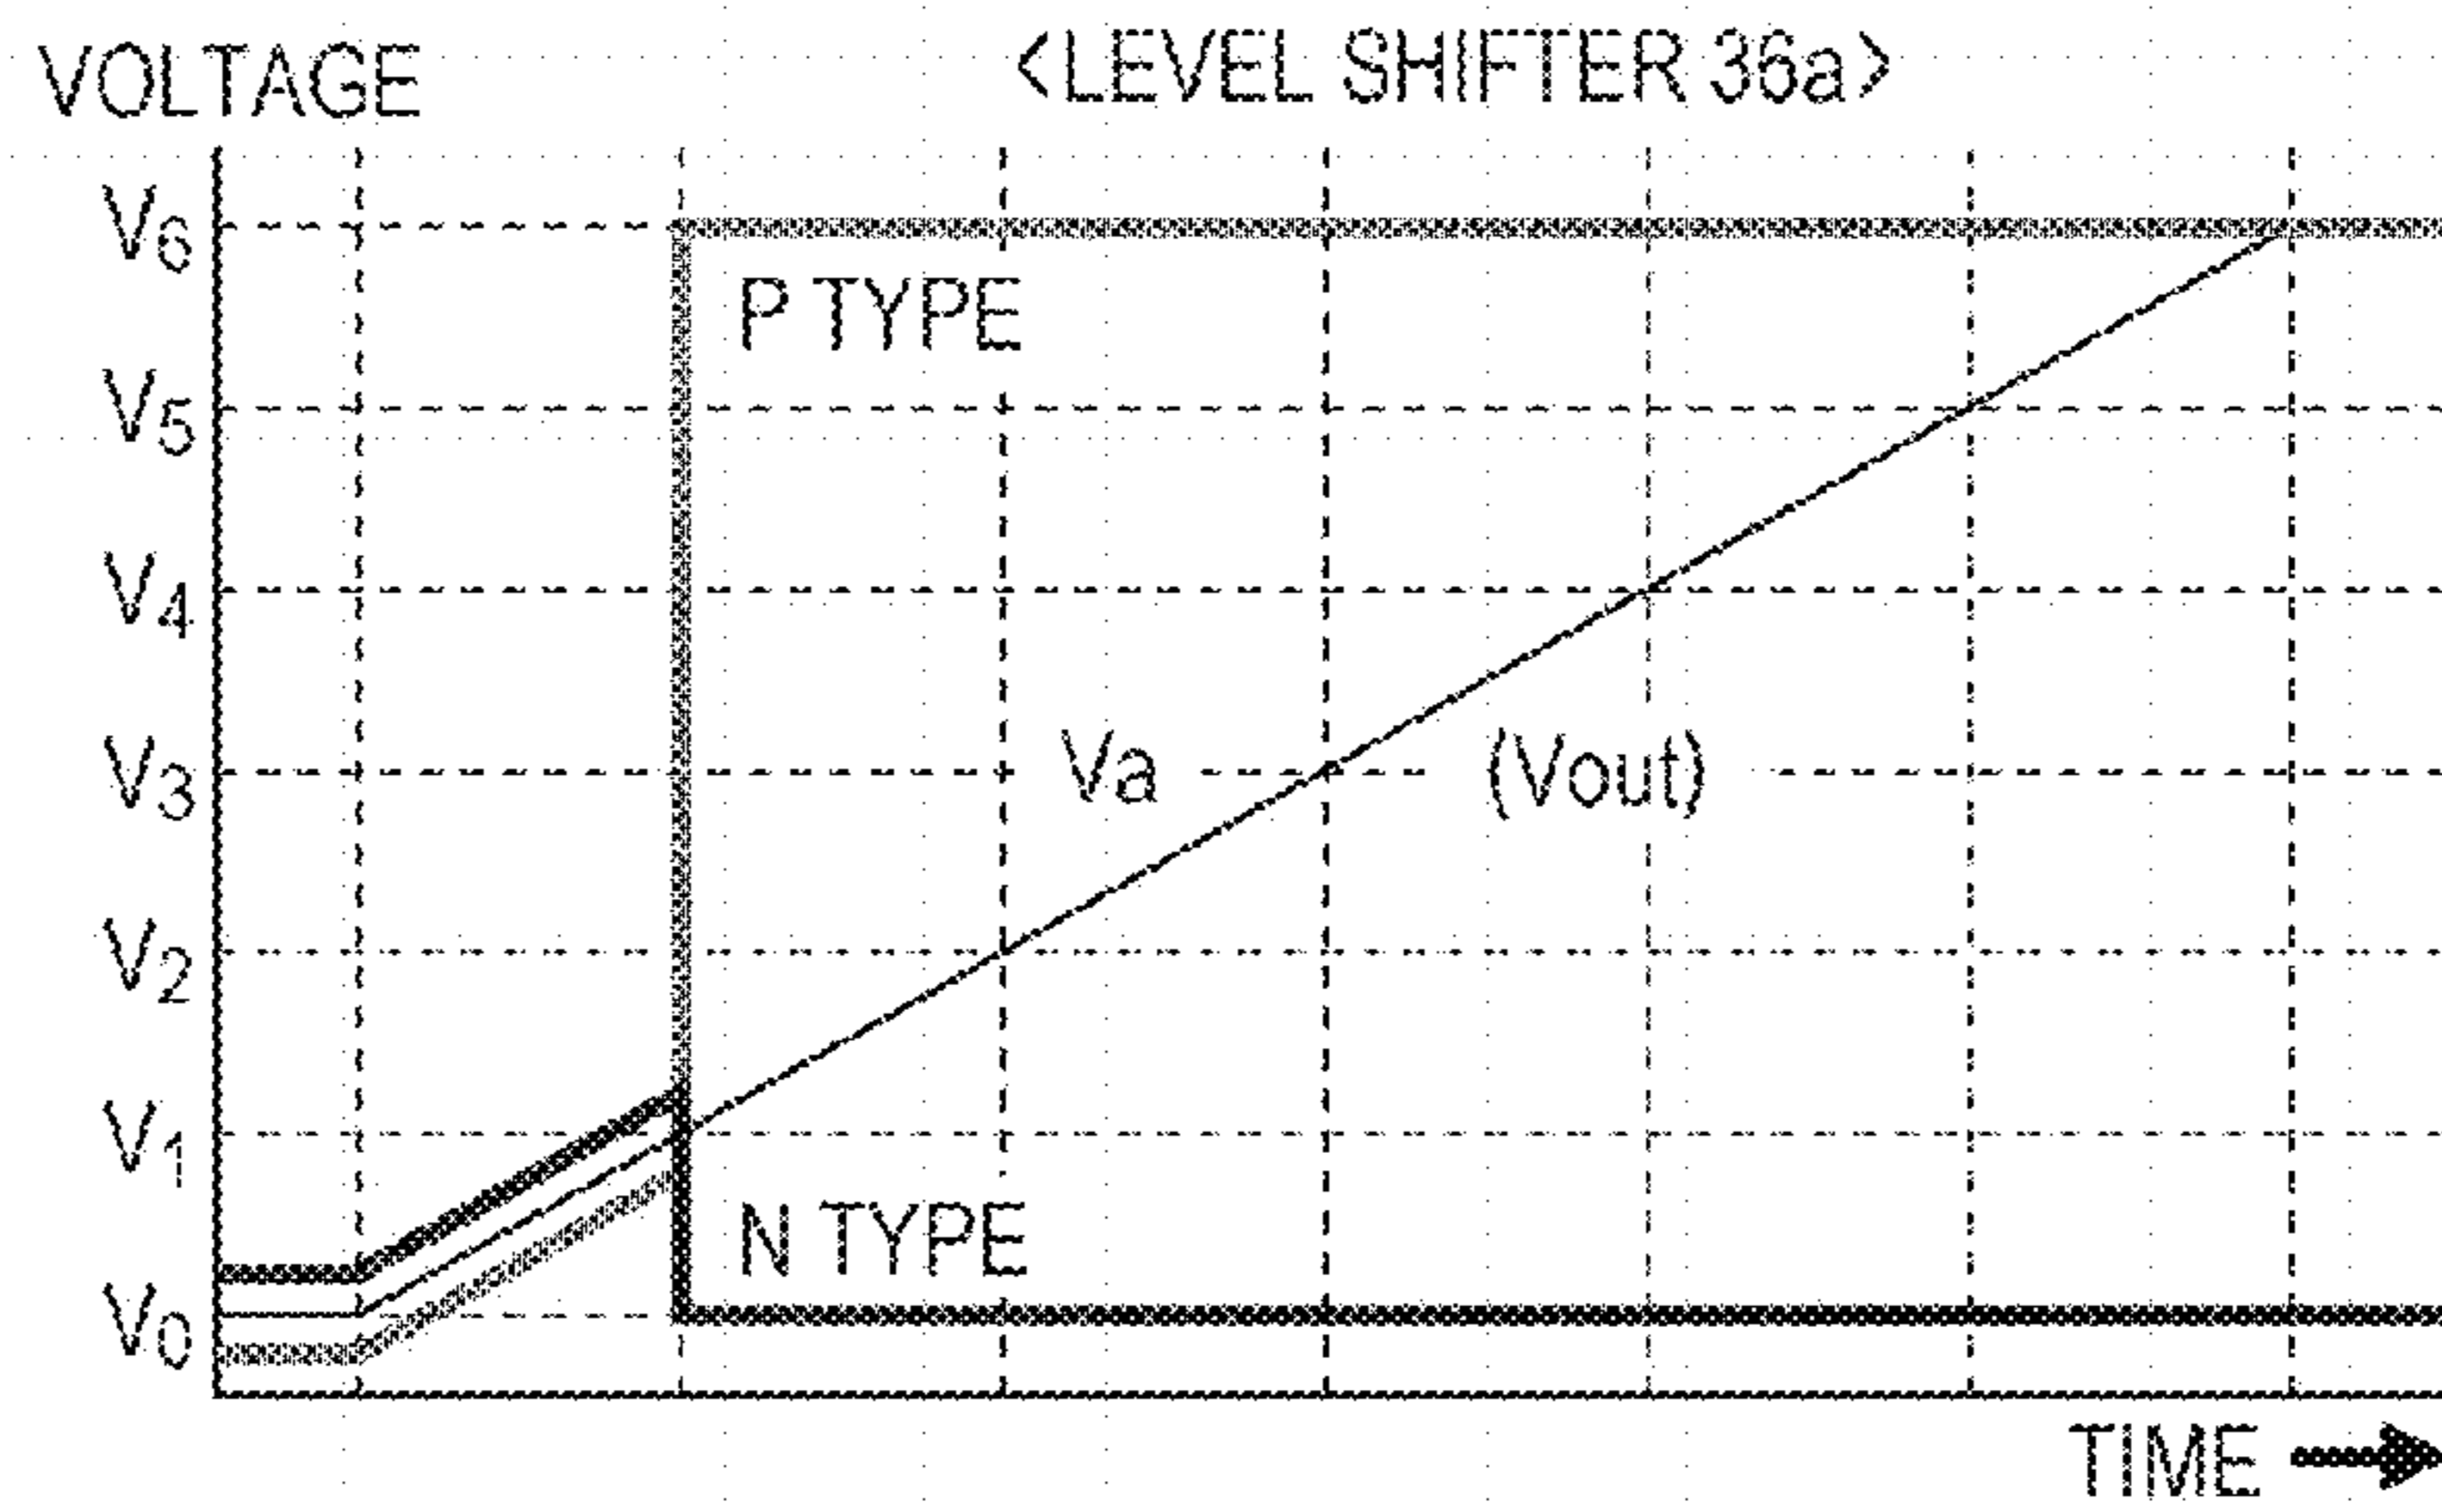 VOLTAGE
<LEVEL SHIFTER 36a>
V6
P TYPE
V5
V4
V3
Va
(Vout)
V2
V1
N TYPE
V0
TIME